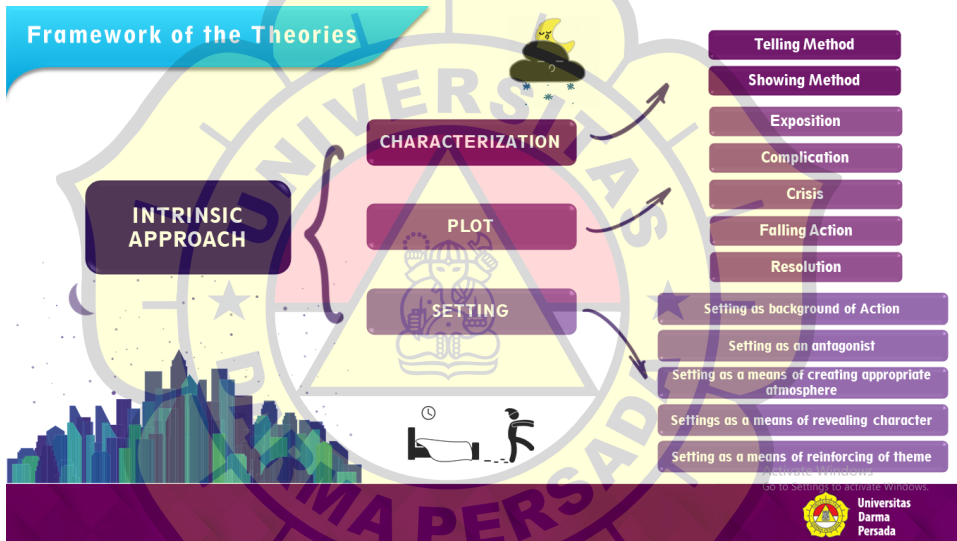 Framework of the Theories
INTRINSIC
APPROACH
CHARACTERIZATION
PLOT
SETTING
Telling Method
Showing Method
Exposition
Complication
Crisis
Falling Action
Resolution
Setting as background of Action
Setting as an antagonist
Setting as a means of creating appropriate
atmosphere
Settings as a means of revealing character
Setting as a means of reinforcing of theme
Activate Windows
Go to Settings to activate Windows.
Universitas
Darma
Persada
UNIVERSITAS
DARMA PERSADA